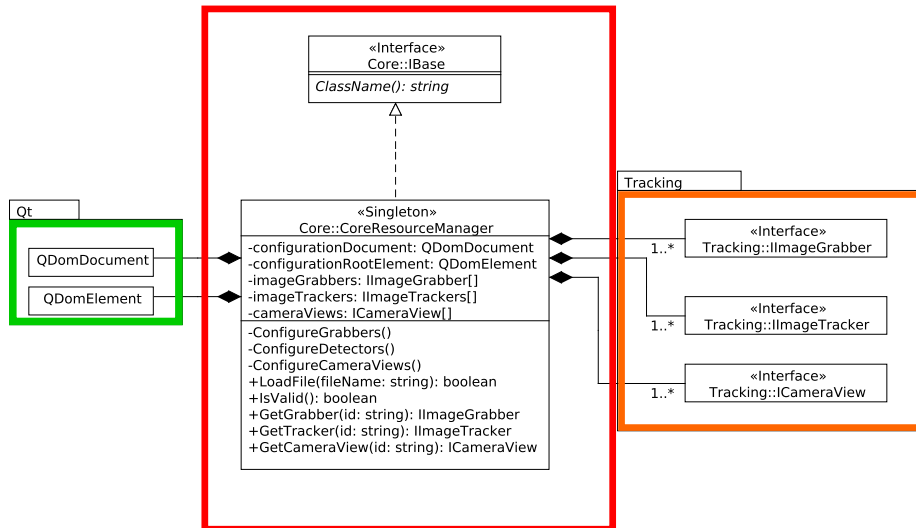 «Interface»
Core::IBase
ClassName(): string
Qt
QDomDocument
QDomElement
«Singleton»
Core::CoreResourceManager
-configurationDocument: QDomDocument
-configurationRootElement: QDomElement
-imageGrabbers: IImageGrabber[]
-imageTrackers: IImageTrackers[]
-cameraViews: ICameraView[]
-ConfigureGrabbers()
-ConfigureDetectors()
-ConfigureCameraViews()
+LoadFile(fileName: string): boolean
+IsValid(): boolean
+GetGrabber(id: string): IImageGrabber
+GetTracker(id: string): IImageTracker
+GetCameraView(id: string): ICameraView
Tracking
«Interface»
Tracking::IImageGrabber
1..*
«Interface»
Tracking::IImageTracker
1..*
«Interface»
Tracking::ICameraView
1..*